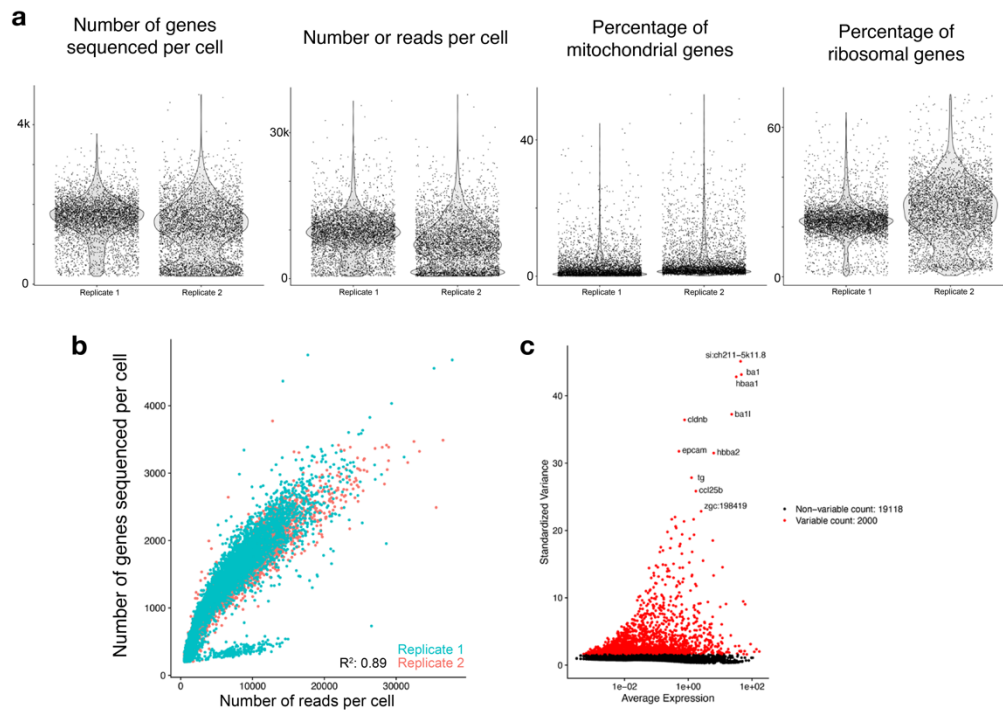 a
Number of genes
sequenced per cell
Number or reads per cell
Percentage of
mitochondrial genes
Percentage of
ribosomal genes
4k
0
Replicate 1
Replicate 2
30k
0
Replicate 1
Replicate 2
40
0
Replicate 1
Replicate 2
60
0
Replicate 1
Replicate 2
b
Number of genes sequenced per cell
4000
3000
2000
1000
0
0
10000
20000
30000
Number of reads per cell
R²: 0.89
Replicate 1
Replicate 2
c
Standardized Variance
40
30
20
10
0
si:ch211-5k11.8
ba1
hbaa1
ba1l
cldnb
epcam
hbba2
tg
ccl25b
zgc:198419
Non-variable count: 19118
Variable count: 2000
1e-02
1e+00
1e+02
Average Expression